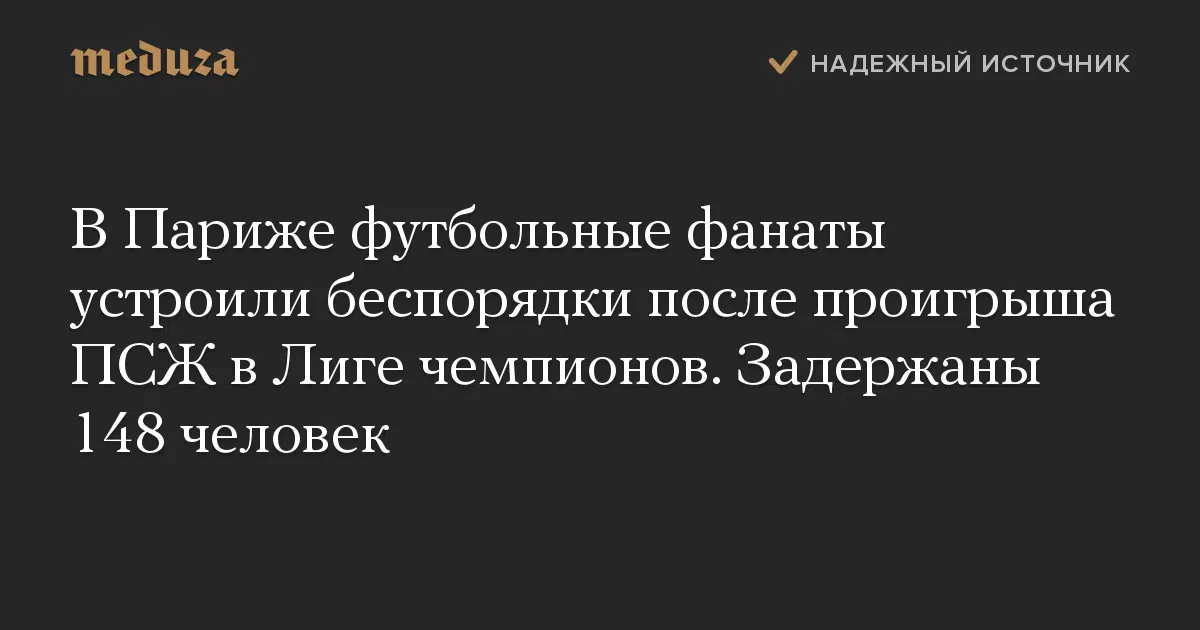 meduza
НАДЕЖНЫЙ ИСТОЧНИК
В Париже футбольные фанаты
устроили беспорядки после проигрыша
ПСЖ в Лиге чемпионов. Задержаны
148 человек